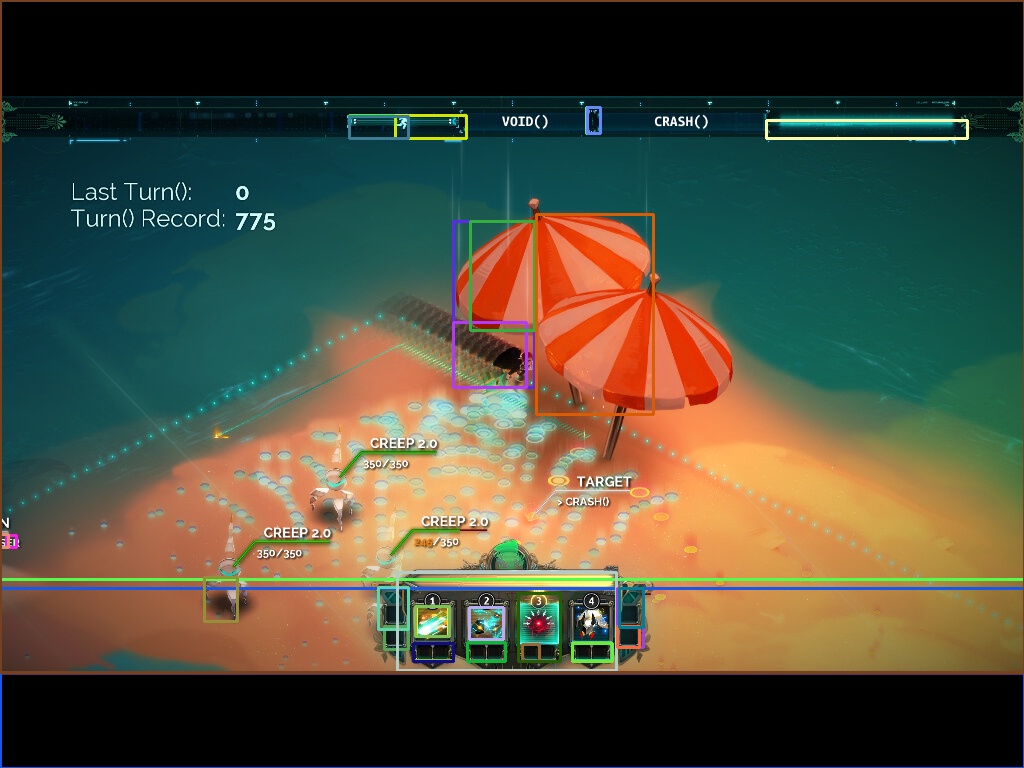 VOID()
CRASH()
Last Turn(): 0
Turn() Record: 775
CREEP 2.0
350/350
TARGET
> CRASH()
CREEP 2.0
/350
CREEP 2.0
350/350
N
1
2
3
4